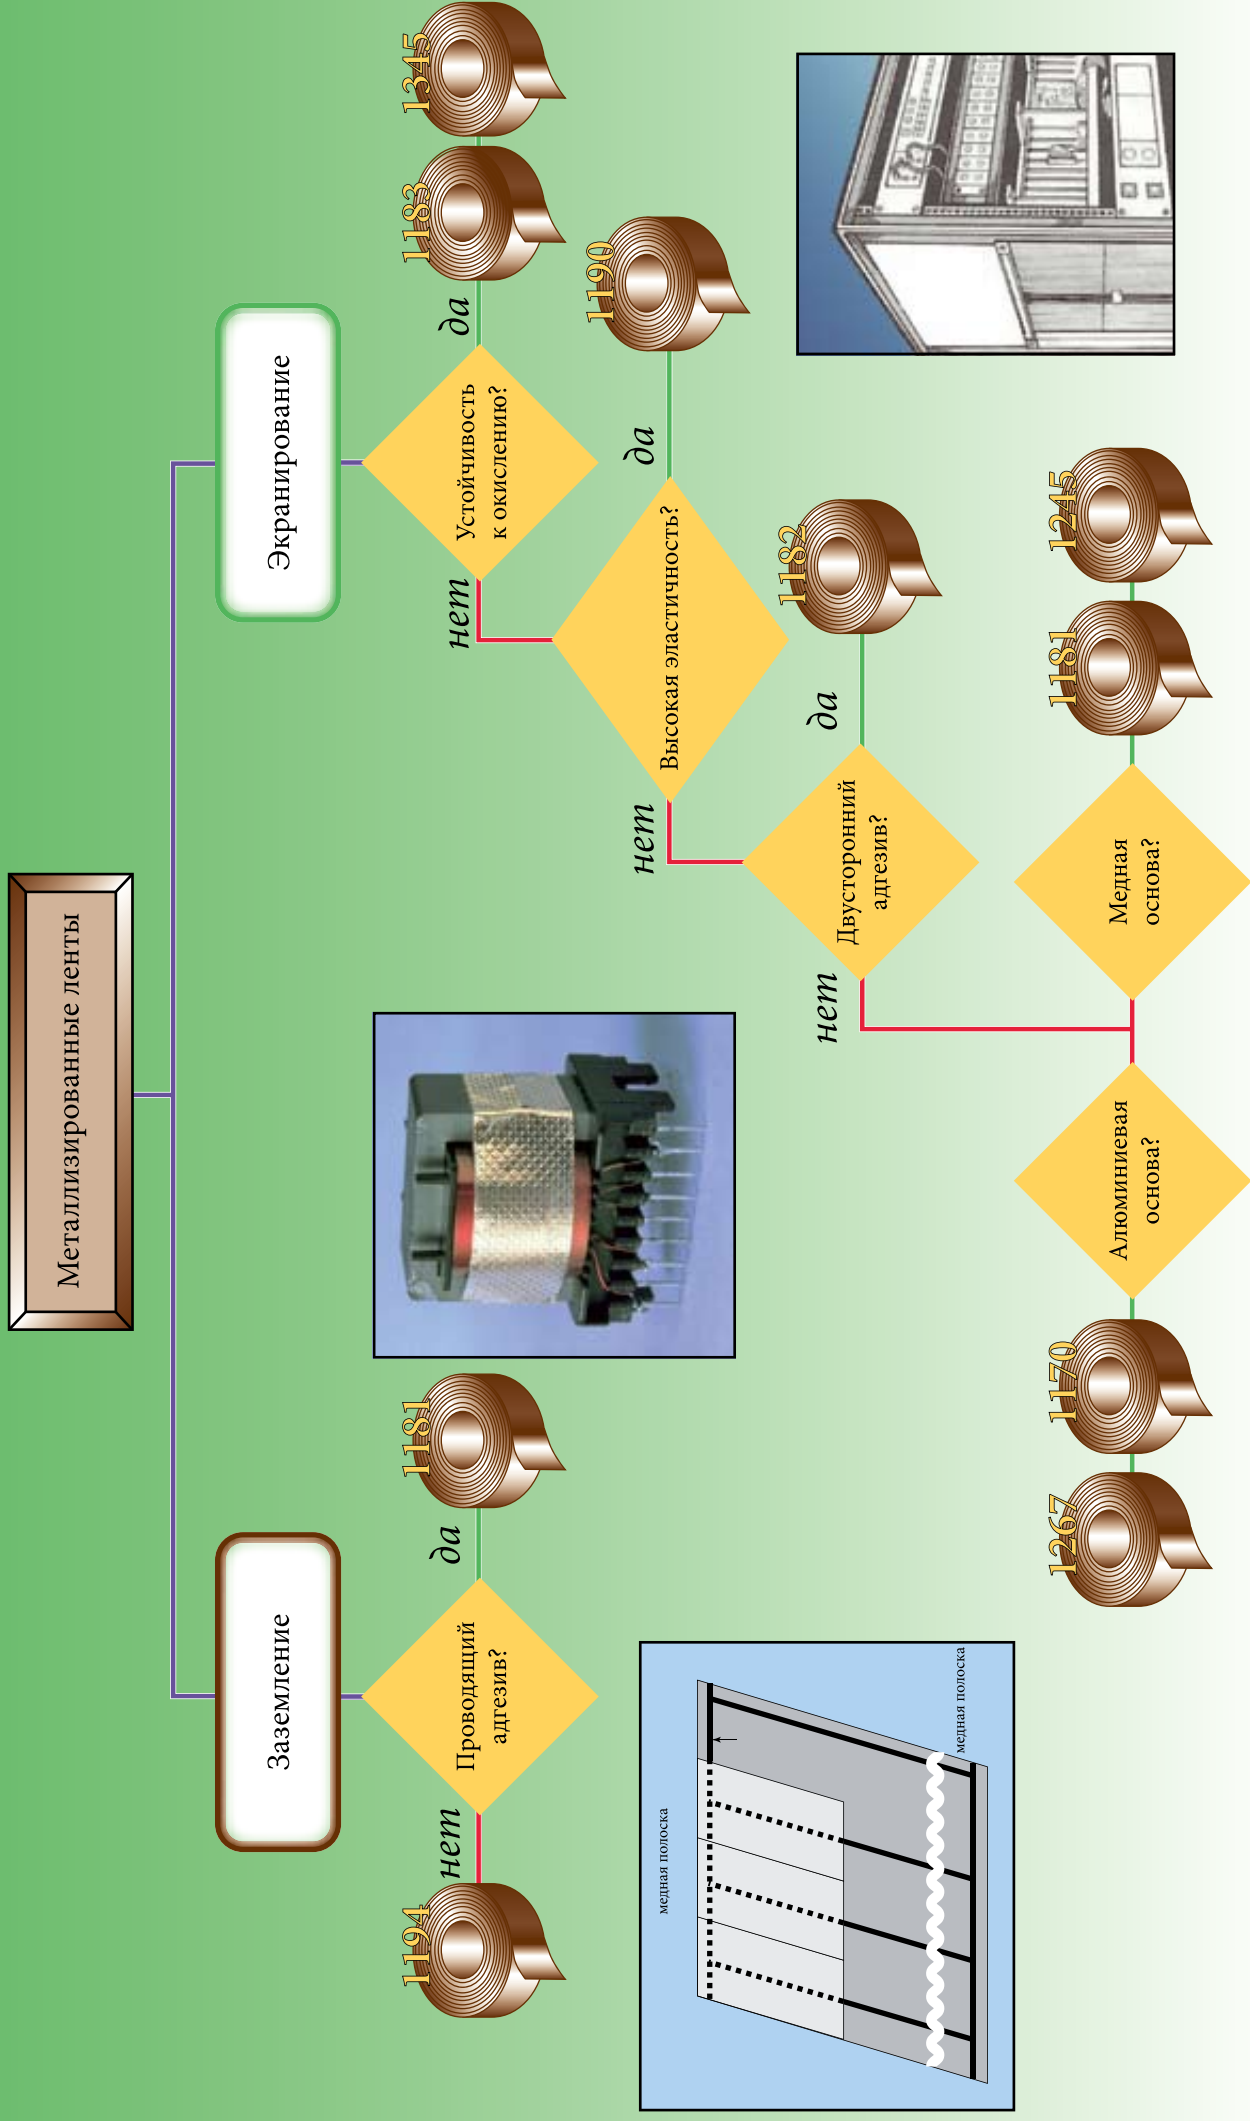 Металлизированные ленты
Заземление
Экранирование
Проводящий
адгезив?
нет
1194
да
1181
Устойчивость
к окислению?
да
1183
1345
нет
Высокая эластичность?
да
1190
нет
Двусторонний
адгезив?
да
1182
нет
Алюминиевая
основа?
1170
1267
Медная
основа?
1181
1245
медная полоска
медная полоска